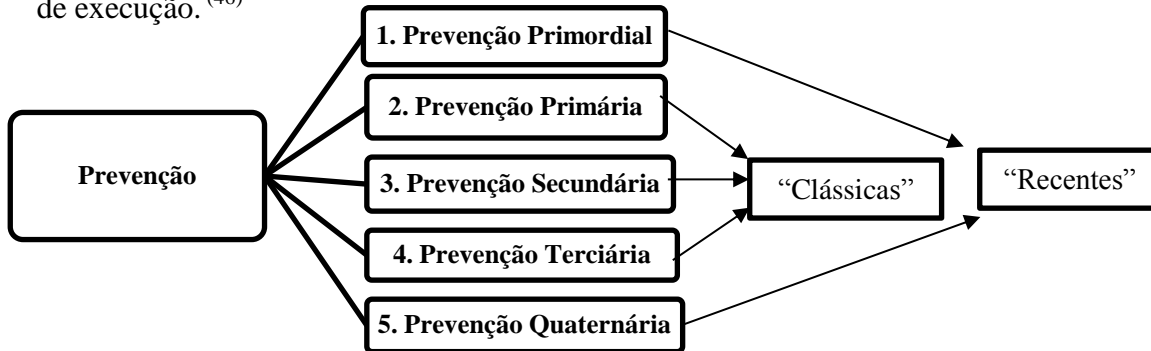 de execução. (46)
1. Prevenção Primordial
2. Prevenção Primária
Prevenção
3. Prevenção Secundária
“Clássicas”
“Recentes”
4. Prevenção Terciária
5. Prevenção Quaternária